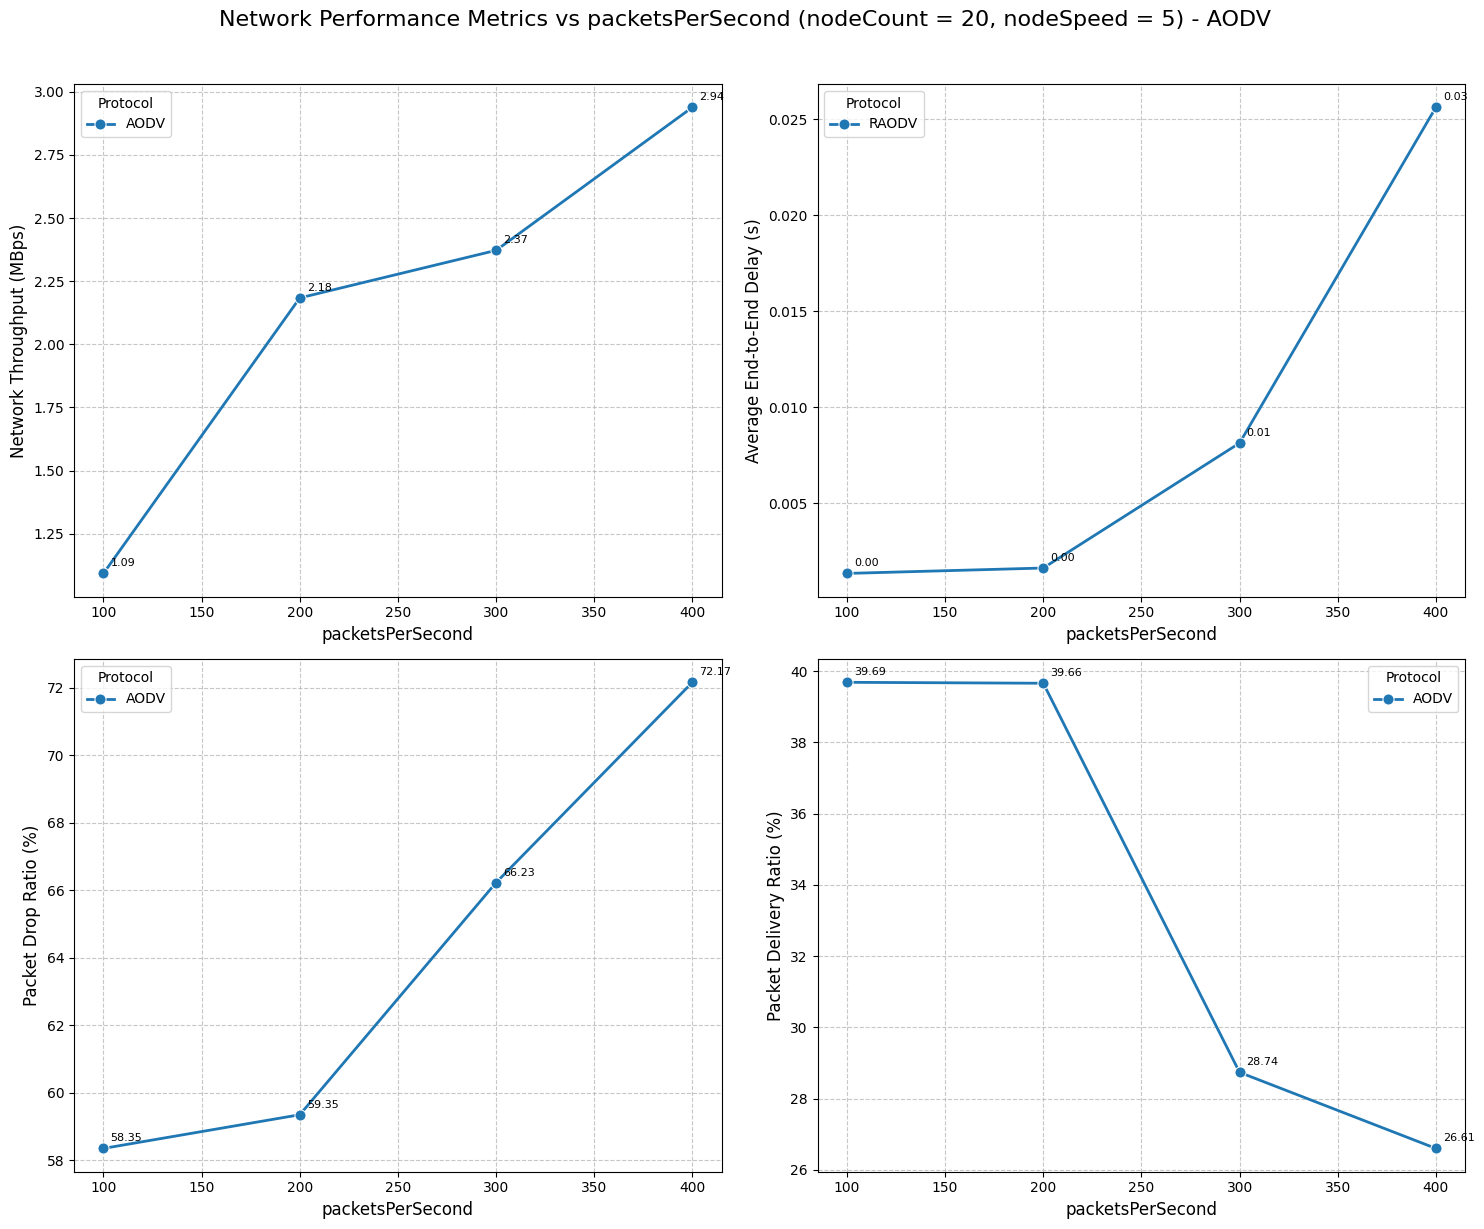 Network Performance Metrics vs packetsPerSecond (nodeCount = 20, nodeSpeed = 5) - AODV
Network Throughput (MBps)
3.00
2.75
2.50
2.25
2.00
1.75
1.50
1.25
Protocol
AODV
1.09
2.18
2.37
2.94
100 150 200 250 300 350 400
packetsPerSecond
Average End-to-End Delay (s)
0.025
0.020
0.015
0.010
0.005
Protocol
RAODV
0.00
0.00
0.01
0.03
100 150 200 250 300 350 400
packetsPerSecond
Packet Drop Ratio (%)
72
70
68
66
64
62
60
58
Protocol
AODV
58.35
59.35
66.23
72.17
100 150 200 250 300 350 400
packetsPerSecond
Packet Delivery Ratio (%)
40
38
36
34
32
30
28
26
Protocol
AODV
39.69
39.66
28.74
26.61
100 150 200 250 300 350 400
packetsPerSecond